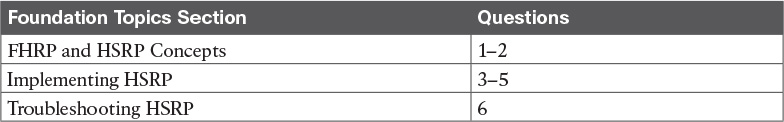 Foundation Topics Section Questions
FHRP and HSRP Concepts 1–2
Implementing HSRP 3–5
Troubleshooting HSRP 6